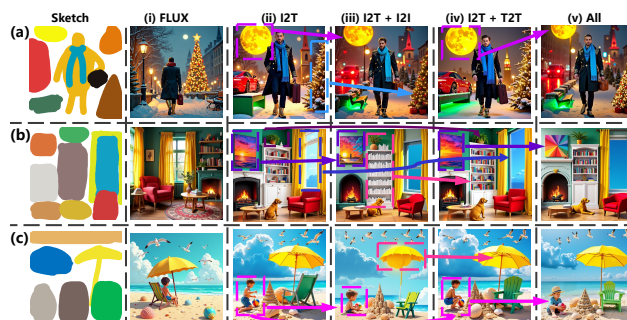 Sketch (i) FLUX (ii) I2T (iii) I2T + I2I (iv) I2T + T2T (v) All
(a)
(b)
(c)